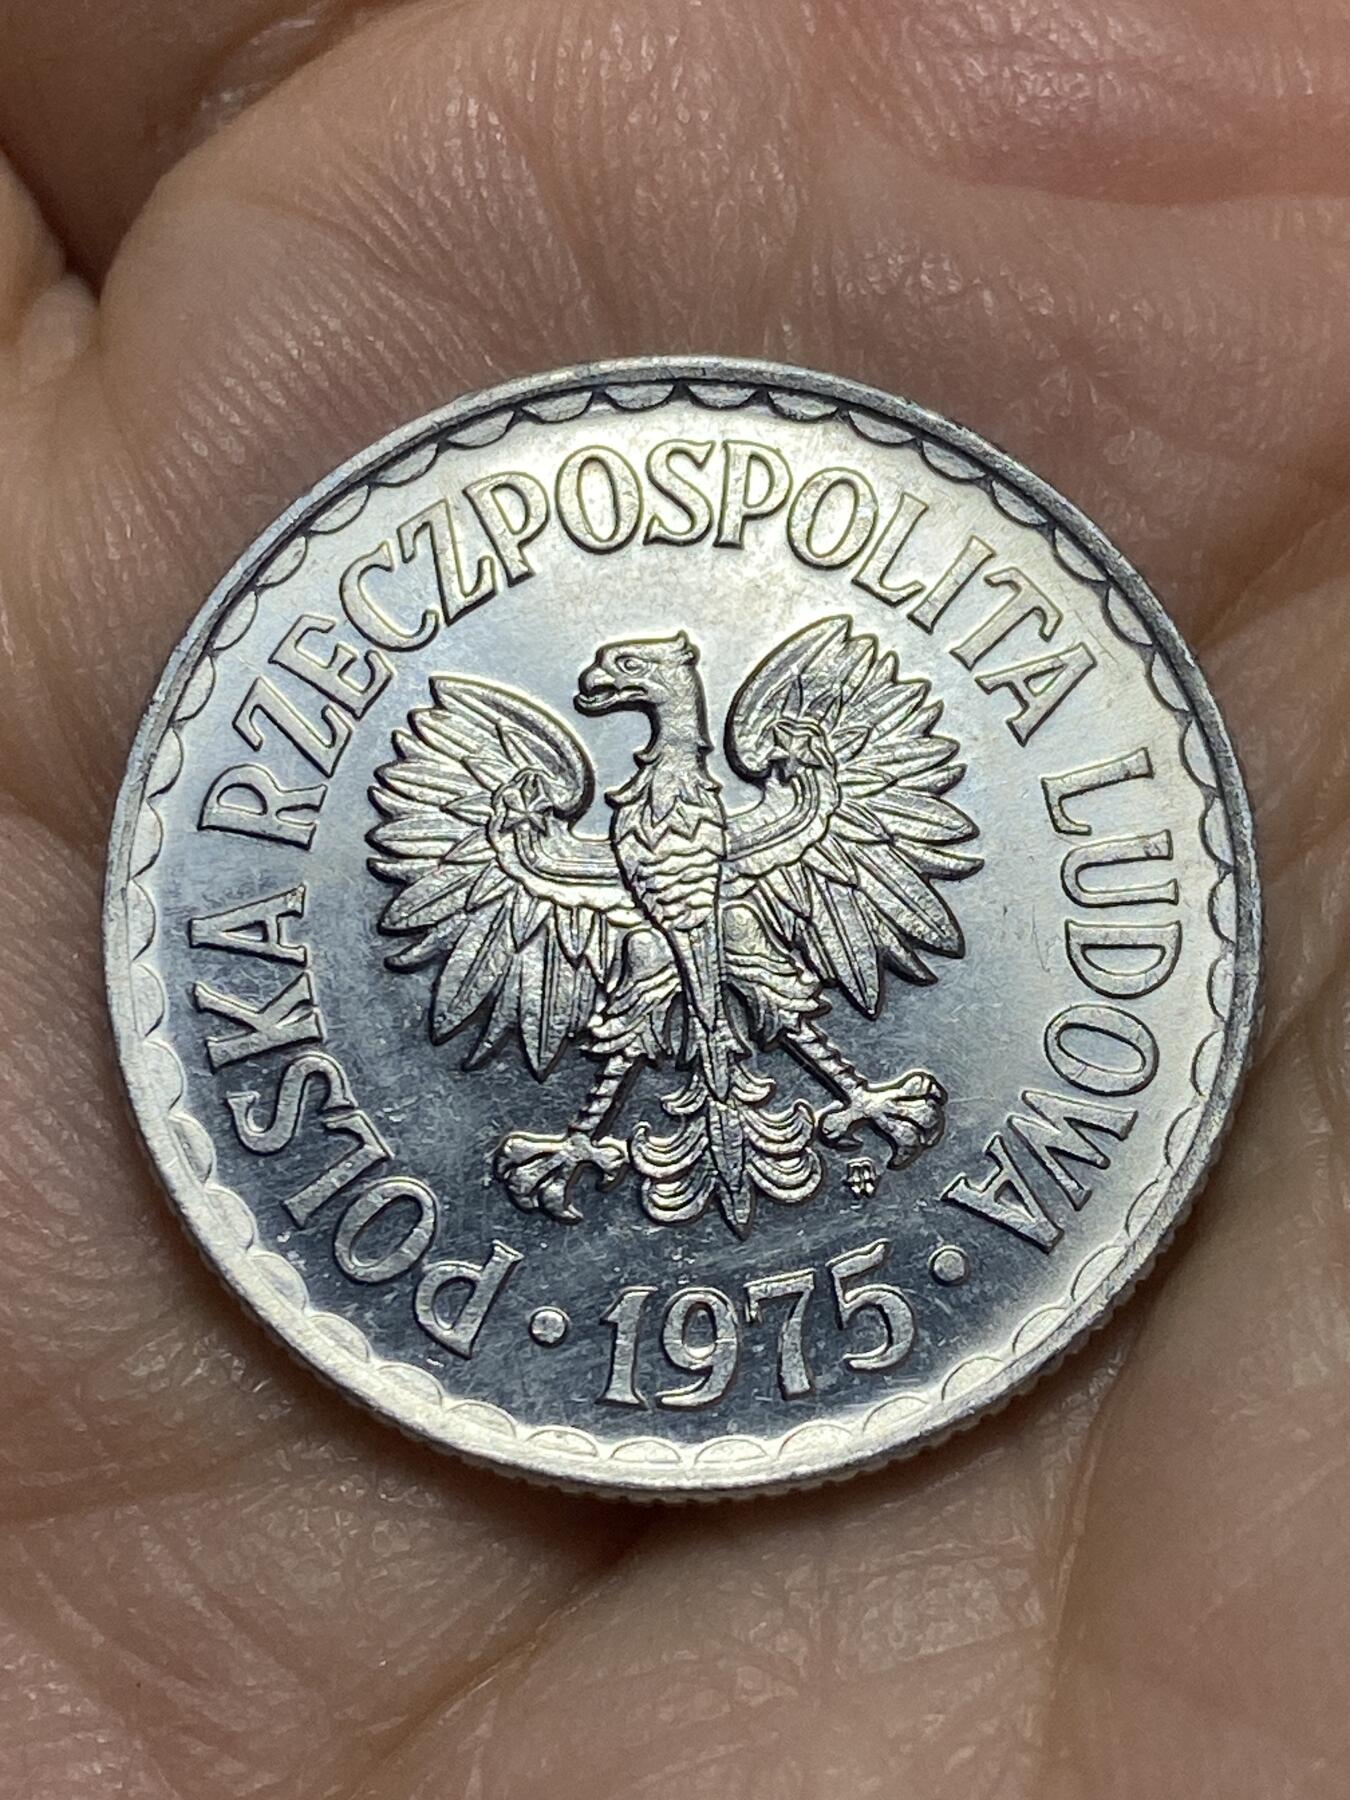 POLSKA RZECZPOSPOLITA LUDOWA
· 1975 ·